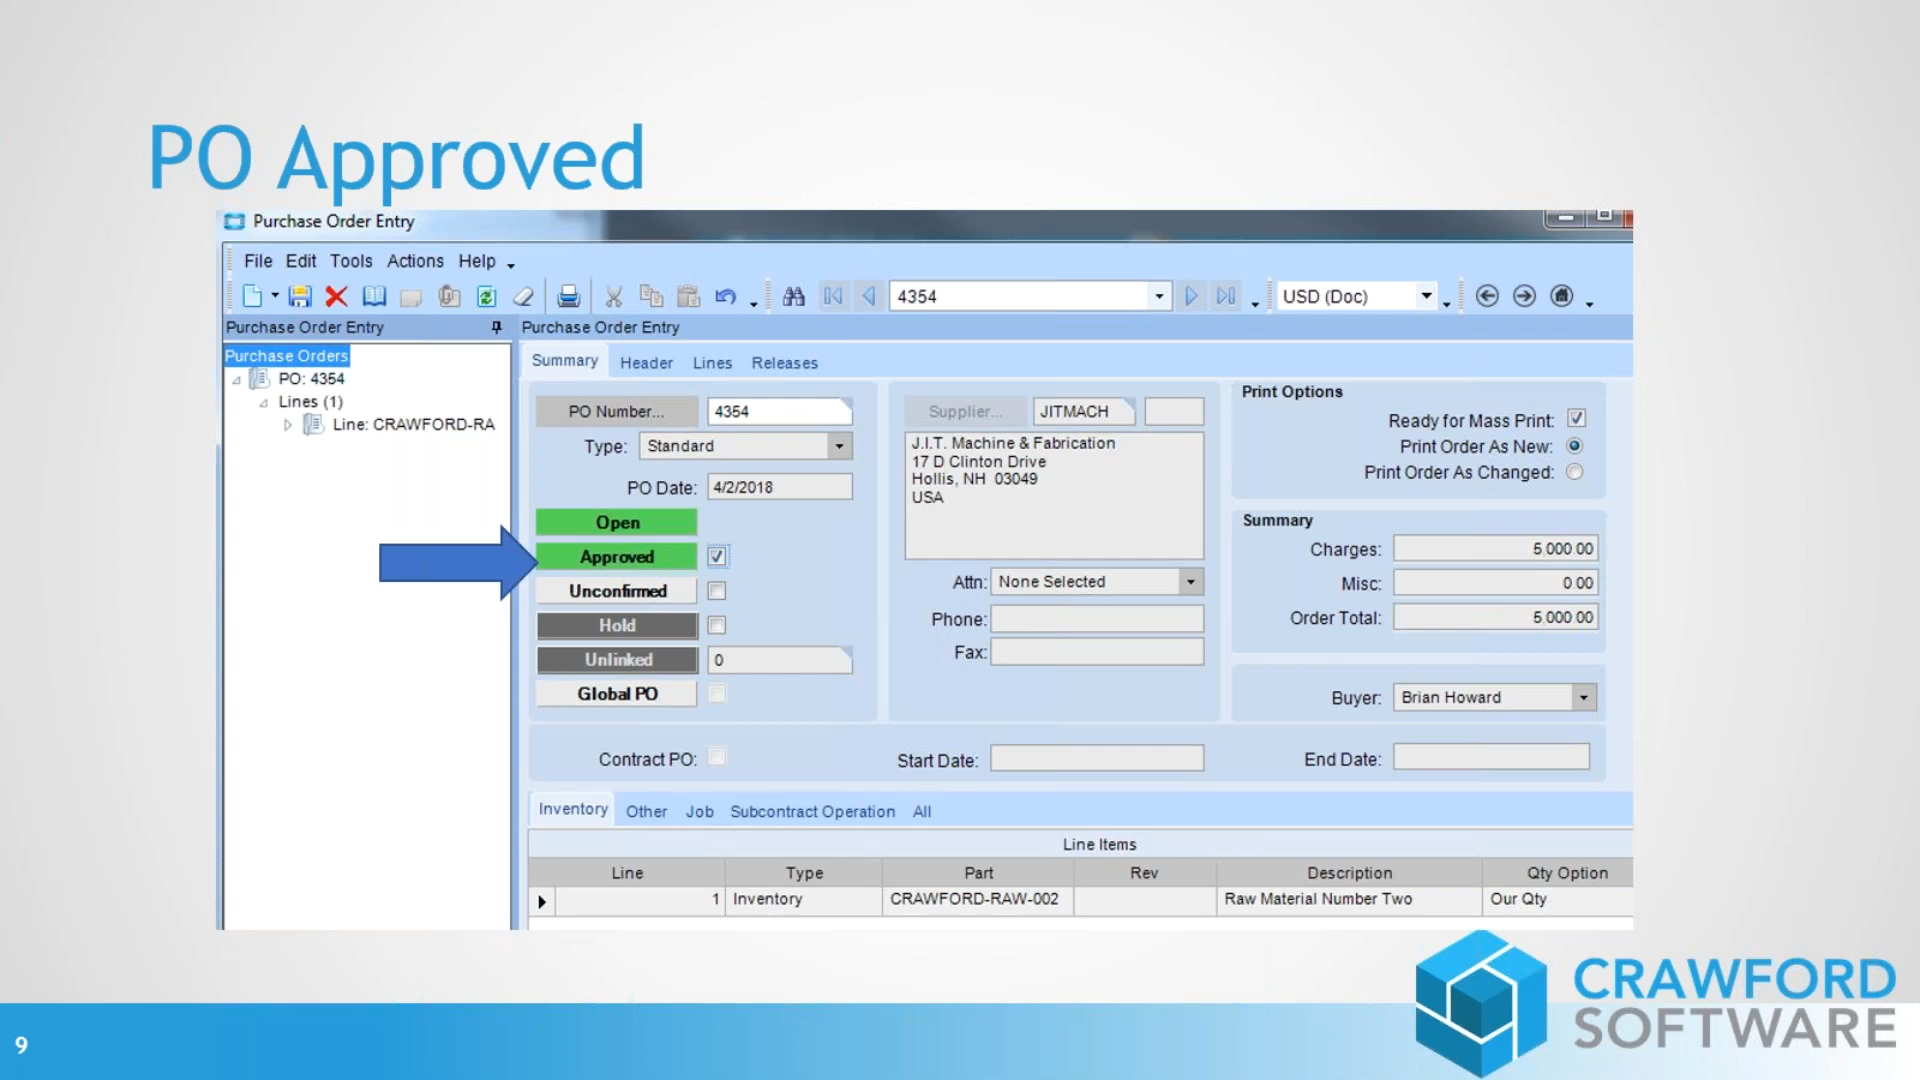 PO Approved
Purchase Order Entry
File Edit Tools Actions Help
4354
USD (Doc)
Purchase Order Entry
Purchase Order Entry
Purchase Orders
PO: 4354
Lines (1)
Line: CRAWFORD-RA
Summary Header Lines Releases
PO Number... 4354
Type: Standard
PO Date: 4/2/2018
Open
Approved
Unconfirmed
Hold
Unlinked 0
Global PO
Supplier... JITMACH
J.I.T. Machine & Fabrication
17 D Clinton Drive
Hollis, NH 03049
USA
Attn: None Selected
Phone:
Fax:
Print Options
Ready for Mass Print:
Print Order As New:
Print Order As Changed:
Summary
Charges: 5,000.00
Misc: 0.00
Order Total: 5,000.00
Buyer: Brian Howard
Contract PO: Start Date: End Date:
Inventory Other Job Subcontract Operation All
Line Items
Line Type Part Rev Description Qty Option
1 Inventory CRAWFORD-RAW-002 Raw Material Number Two Our Qty
CRAWFORD
SOFTWARE
9